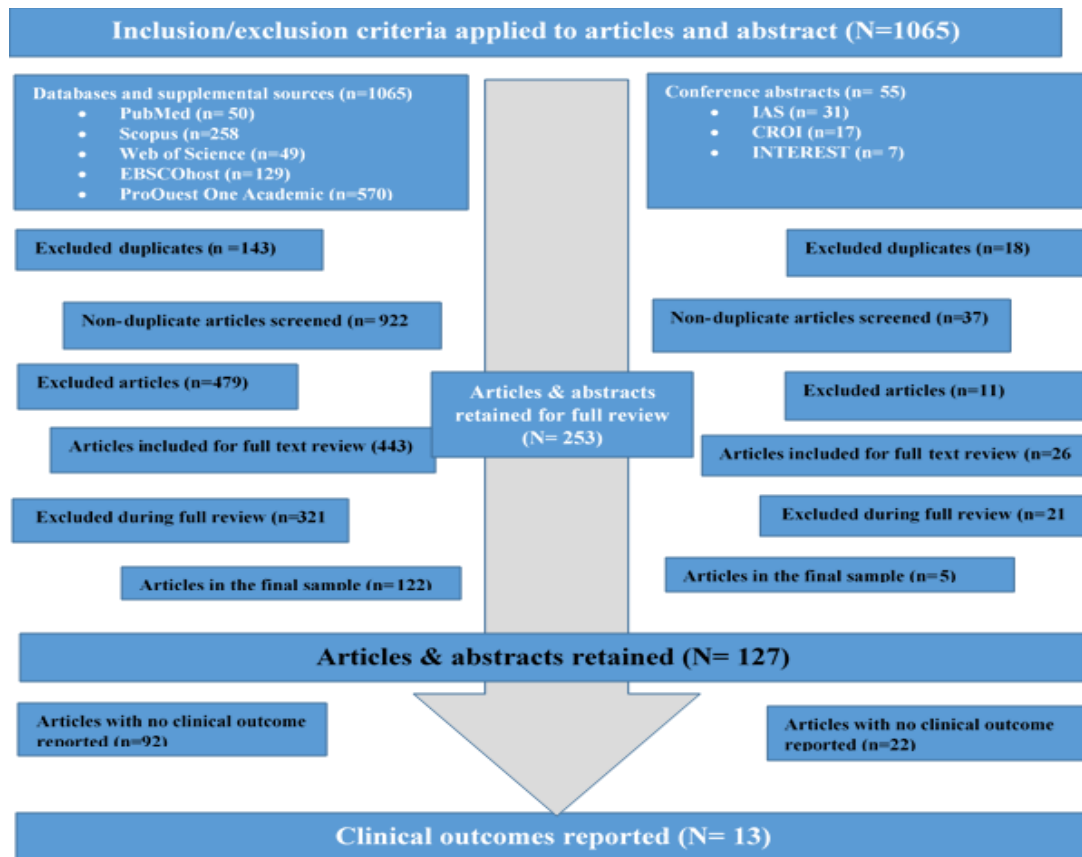 Inclusion/exclusion criteria applied to articles and abstract (N=1065)
Databases and supplemental sources (n=1065)
• PubMed (n= 50)
• Scopus (n=258
• Web of Science (n=49)
• EBSCOhost (n=129)
• ProQuest One Academic (n=570)
Conference abstracts (n= 55)
• IAS (n= 31)
• CROI (n=17)
• INTEREST (n= 7)
Excluded duplicates (n =143)
Excluded duplicates (n=18)
Non-duplicate articles screened (n= 922
Non-duplicate articles screened (n=37)
Excluded articles (n=479)
Excluded articles (n=11)
Articles & abstracts
retained for full review
(N= 253)
Articles included for full text review (443)
Articles included for full text review (n=26
Excluded during full review (n=321
Excluded during full review (n=21
Articles in the final sample (n=122)
Articles in the final sample (n=5)
Articles & abstracts retained (N= 127)
Articles with no clinical outcome
reported (n=92)
Articles with no clinical outcome
reported (n=22)
Clinical outcomes reported (N= 13)